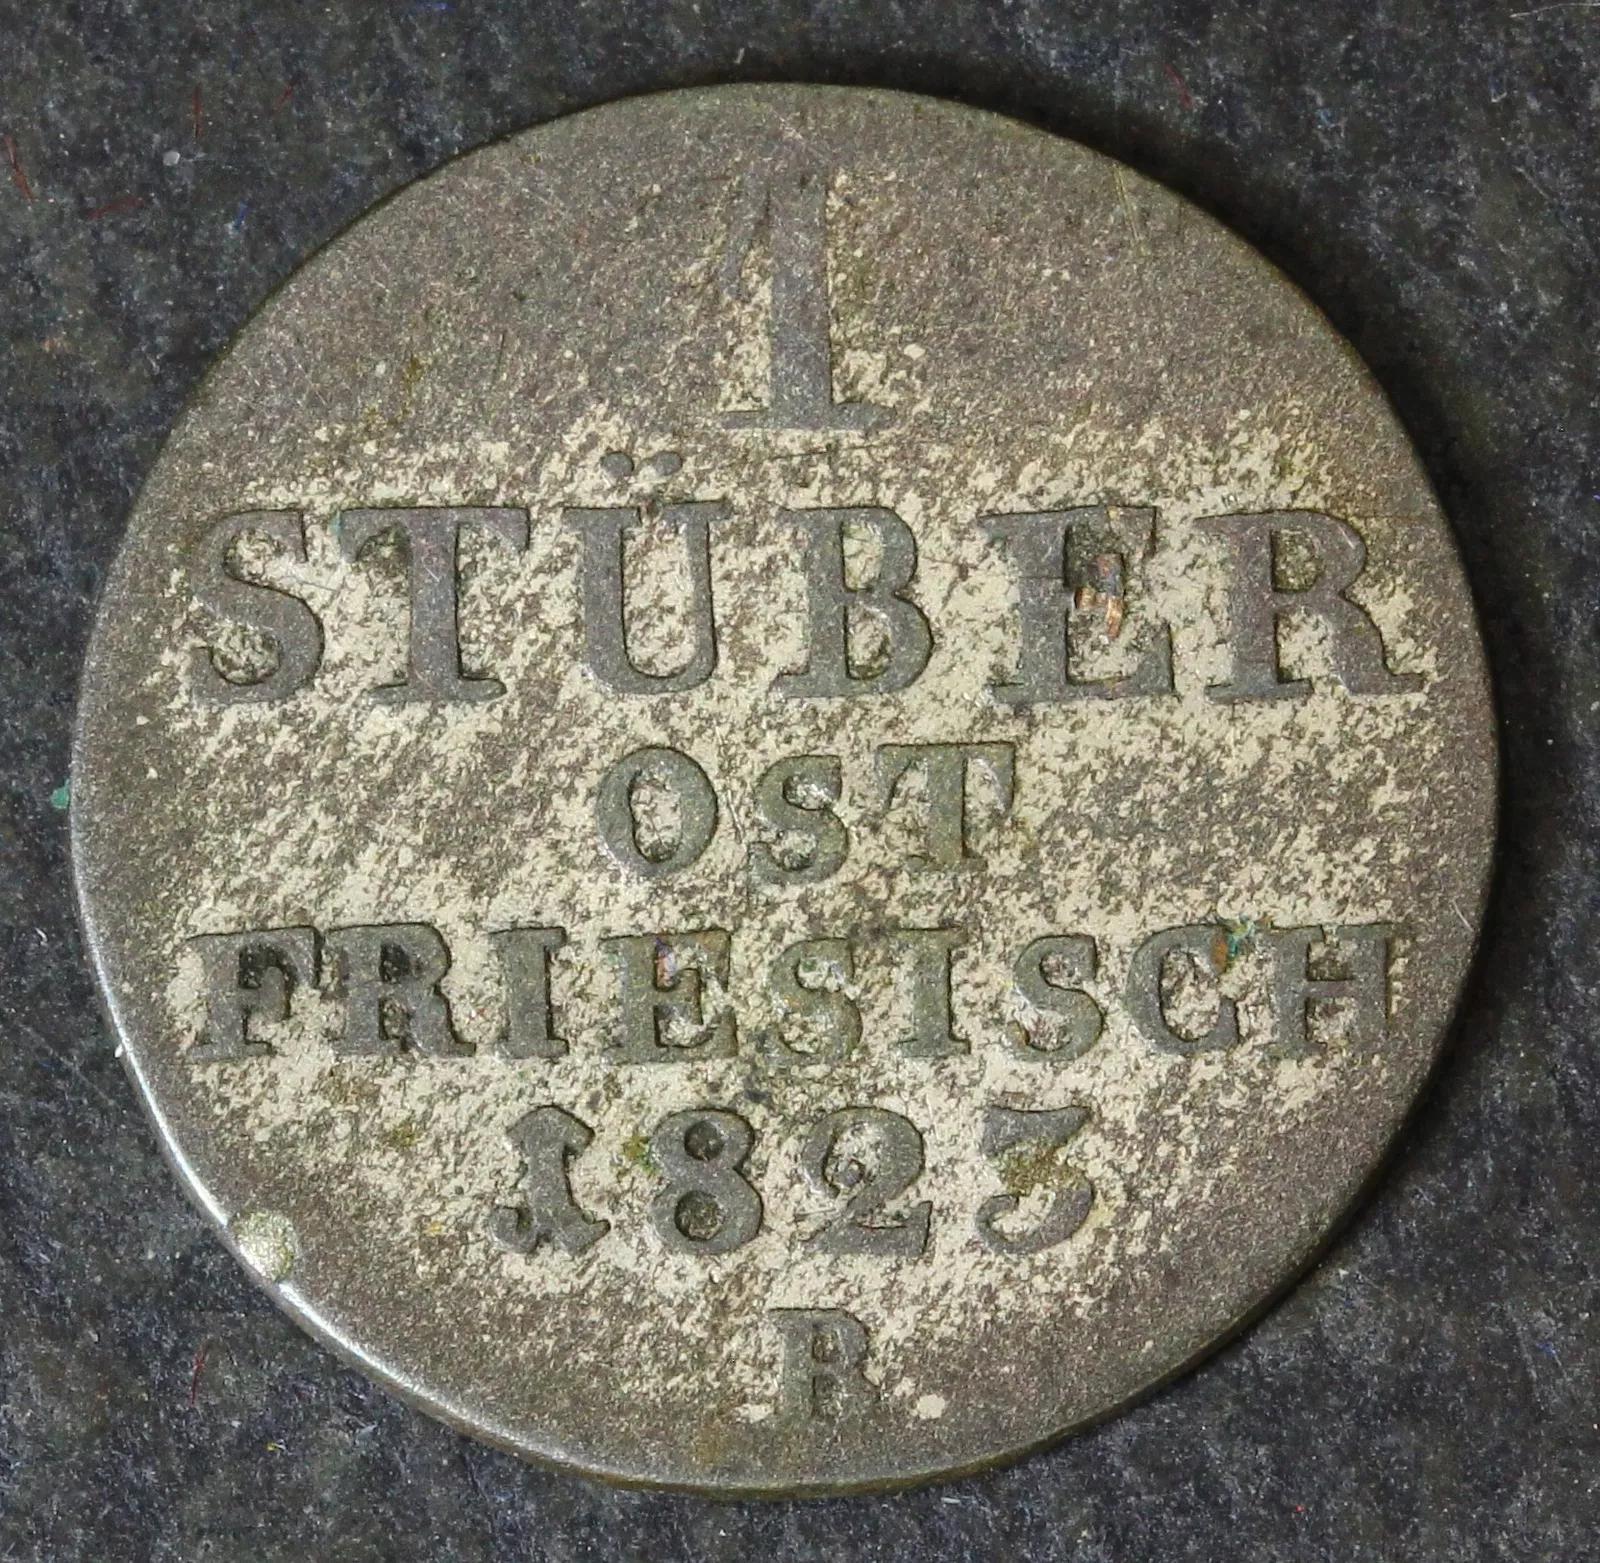 1
STÜBER
OST
FRIESISCH
1823
B